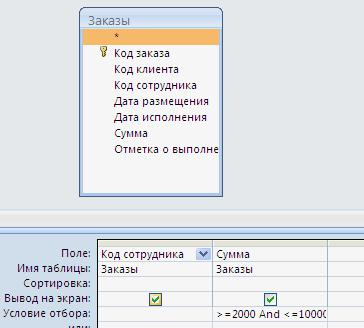 Заказы
*
Код заказа
Код клиента
Код сотрудника
Дата размещения
Дата исполнения
Сумма
Отметка о выполне
Поле: Код сотрудника Сумма
Имя таблицы: Заказы Заказы
Сортировка:
Вывод на экран:
Условие отбора: >=2000 And <=10000
или: